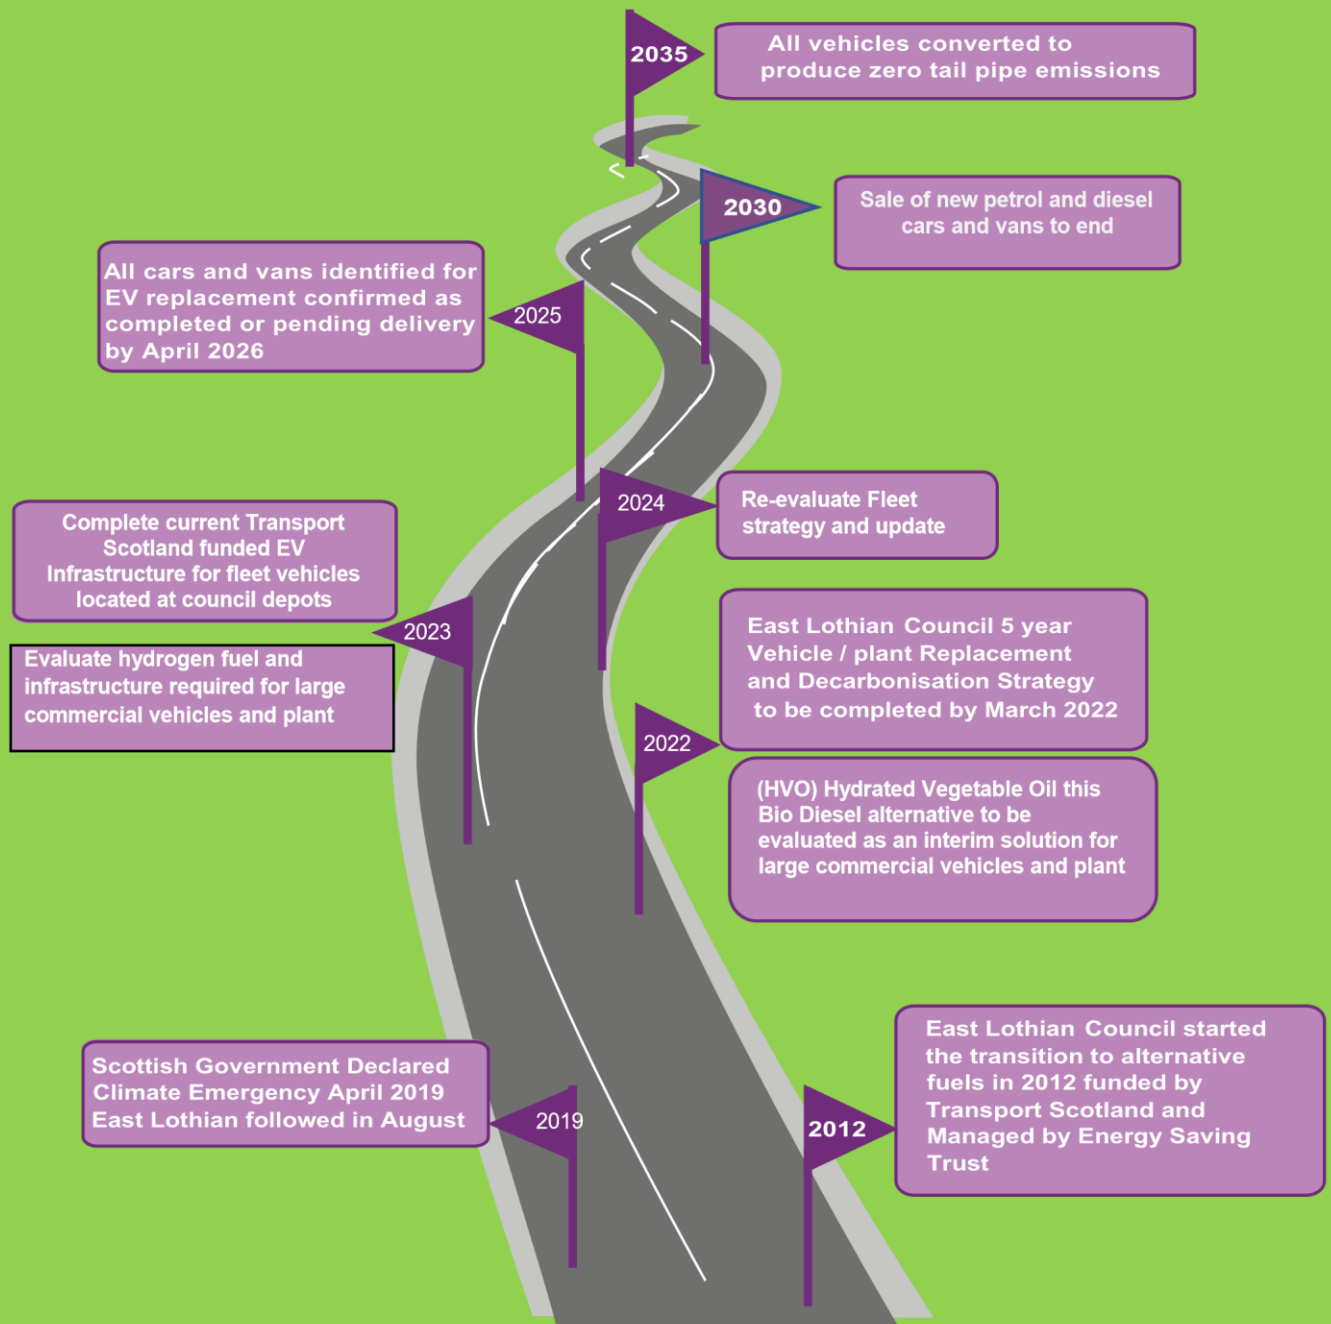 2035
All vehicles converted to
produce zero tail pipe emissions
2030
Sale of new petrol and diesel
cars and vans to end
All cars and vans identified for
EV replacement confirmed as
completed or pending delivery
by April 2026
2025
2024
Re-evaluate Fleet
strategy and update
Complete current Transport
Scotland funded EV
Infrastructure for fleet vehicles
located at council depots
2023
Evaluate hydrogen fuel and
infrastructure required for large
commercial vehicles and plant
East Lothian Council 5 year
Vehicle / plant Replacement
and Decarbonisation Strategy
to be completed by March 2022
2022
(HVO) Hydrated Vegetable Oil this
Bio Diesel alternative to be
evaluated as an interim solution for
large commercial vehicles and plant
Scottish Government Declared
Climate Emergency April 2019
East Lothian followed in August
2019
2012
East Lothian Council started
the transition to alternative
fuels in 2012 funded by
Transport Scotland and
Managed by Energy Saving
Trust